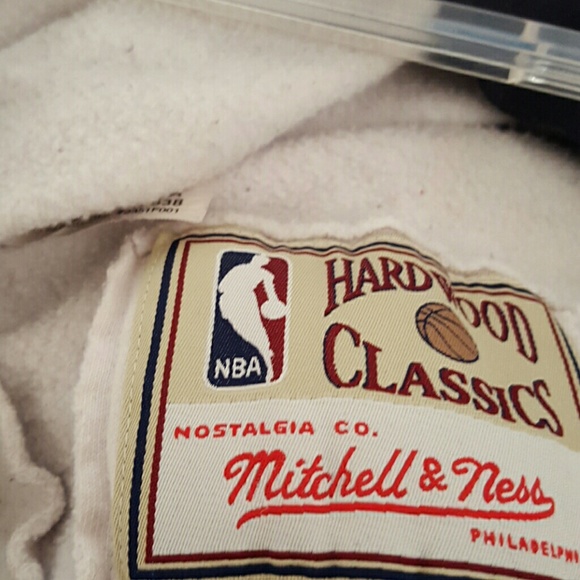 NBA
HARDWOOD
CLASSICS
NOSTALGIA CO.
Mitchell & Ness